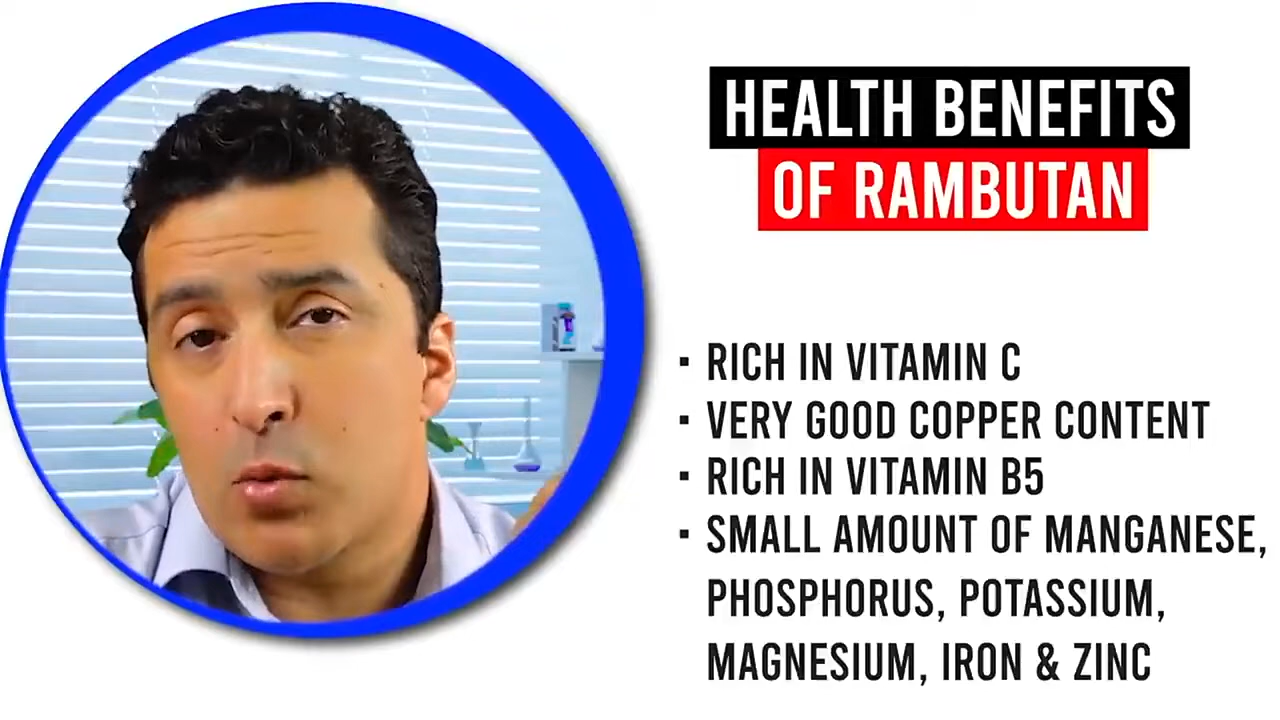 HEALTH BENEFITS
OF RAMBUTAN
▪ RICH IN VITAMIN C
▪ VERY GOOD COPPER CONTENT
▪ RICH IN VITAMIN B5
▪ SMALL AMOUNT OF MANGANESE,
PHOSPHORUS, POTASSIUM,
MAGNESIUM, IRON & ZINC